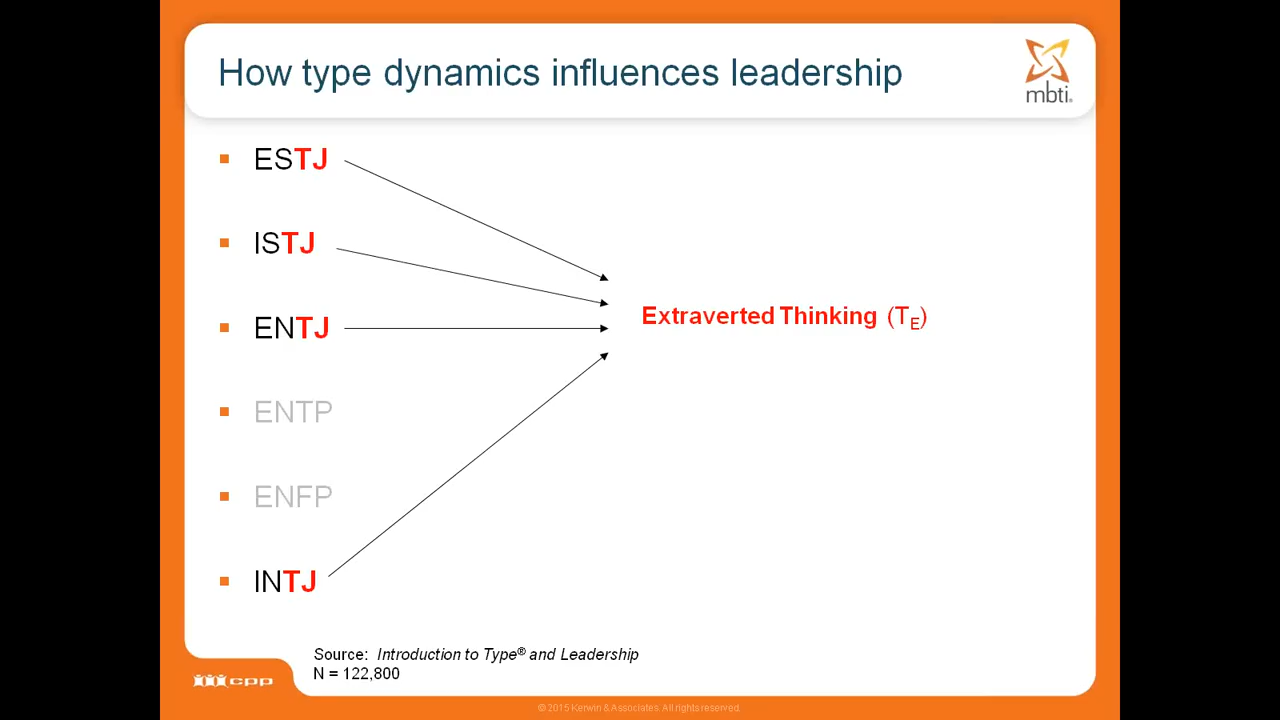 How type dynamics influences leadership
mbti®
ESTJ
ISTJ
ENTJ
Extraverted Thinking (TE)
ENTP
ENFP
INTJ
Source: Introduction to Type® and Leadership
N = 122,800
cpp
© 2015 Kerwin & Associates. All rights reserved.